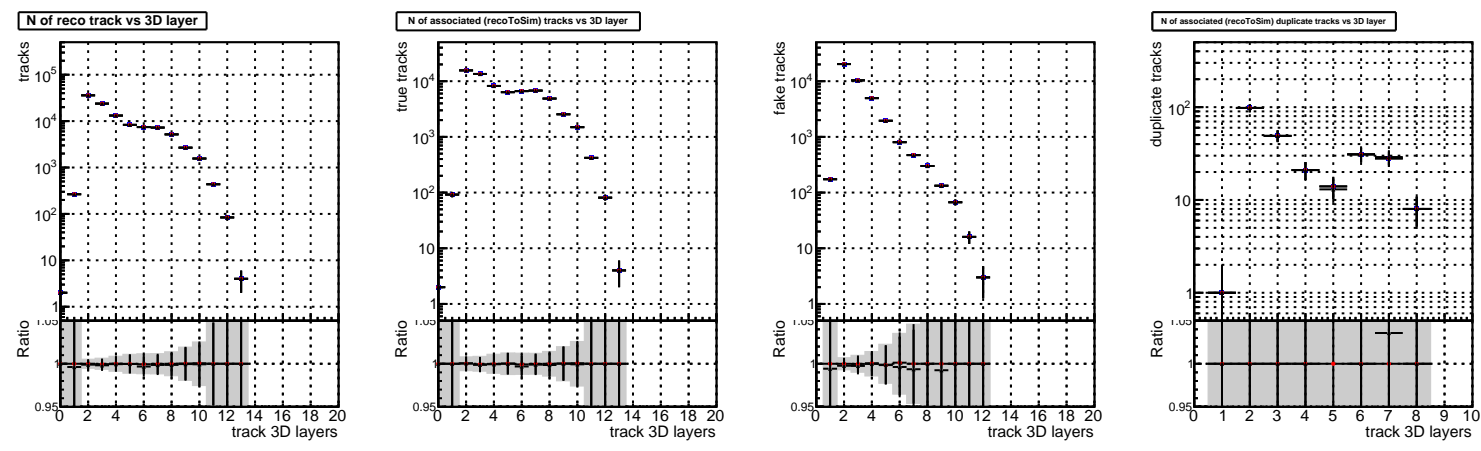 N of reco track vs 3D layer
tracks
10^5
10^4
10^3
10^2
10
1
1.05
Ratio
1
0.95
0 2 4 6 8 10 12 14 16 18 20
track 3D layers
N of associated (recoToSim) tracks vs 3D layer
true tracks
10^4
10^3
10^2
10
1
1.05
Ratio
1
0.95
0 2 4 6 8 10 12 14 16 18 20
track 3D layers
fake tracks
10^4
10^3
10^2
10
1
1.05
Ratio
1
0.95
0 2 4 6 8 10 12 14 16 18 20
track 3D layers
N of associated (recoToSim) duplicate tracks vs 3D layer
duplicate tracks
10^2
10
1
1.05
Ratio
1
0.95
0 1 2 3 4 5 6 7 8 9 10
track 3D layers